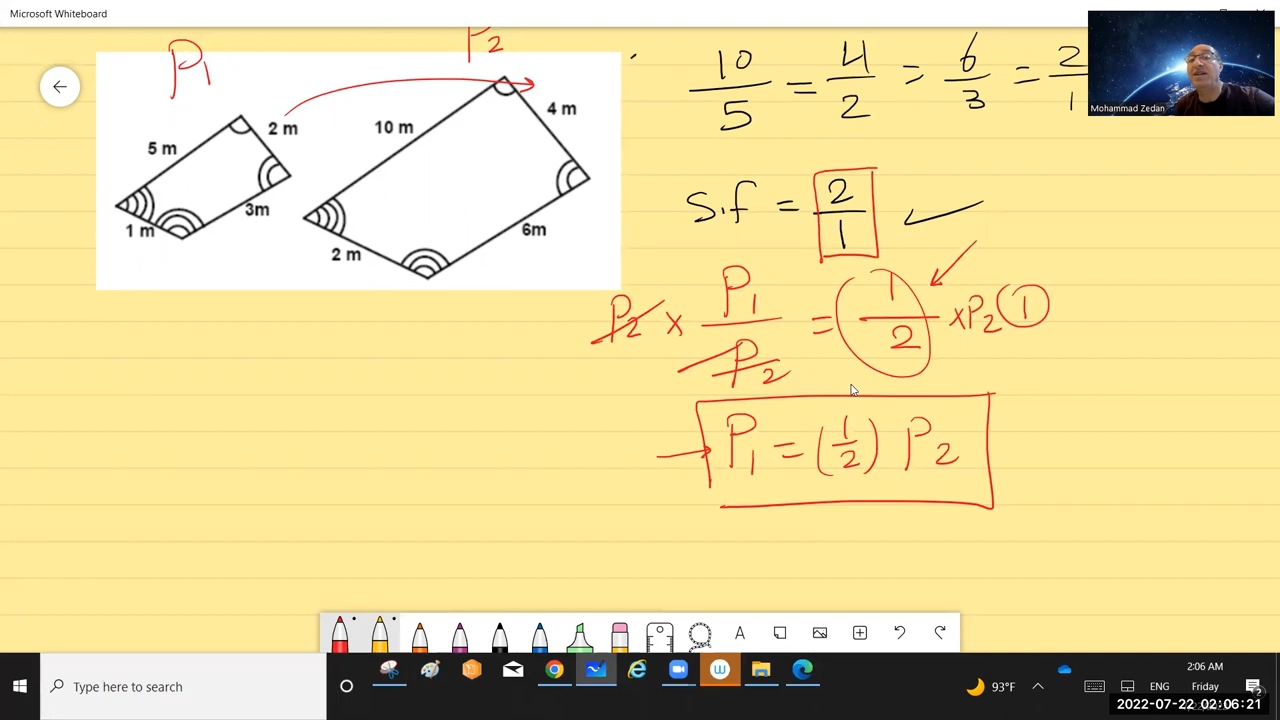 Microsoft Whiteboard
P1
P2
5 m
2 m
3m
1 m
10 m
4 m
6m
2 m
10/5 = 4/2 = 6/3 = 2/1
s.f = 2/1 ✓
P2 × P1/P2 = 1/2 × P2 ①
P1 = (1/2) P2
Mohammad Zedan
A
Type here to search
W
93°F
ENG
2:06 AM
Friday
2
2022-07-22 02:06:21